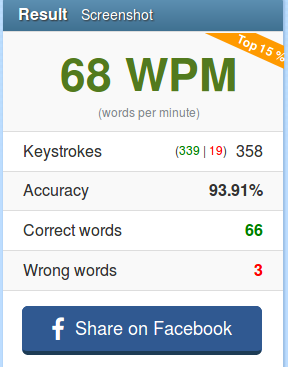 Result Screenshot
Top 15 %
68 WPM
(words per minute)
Keystrokes (339 | 19) 358
Accuracy 93.91%
Correct words 66
Wrong words 3
Share on Facebook